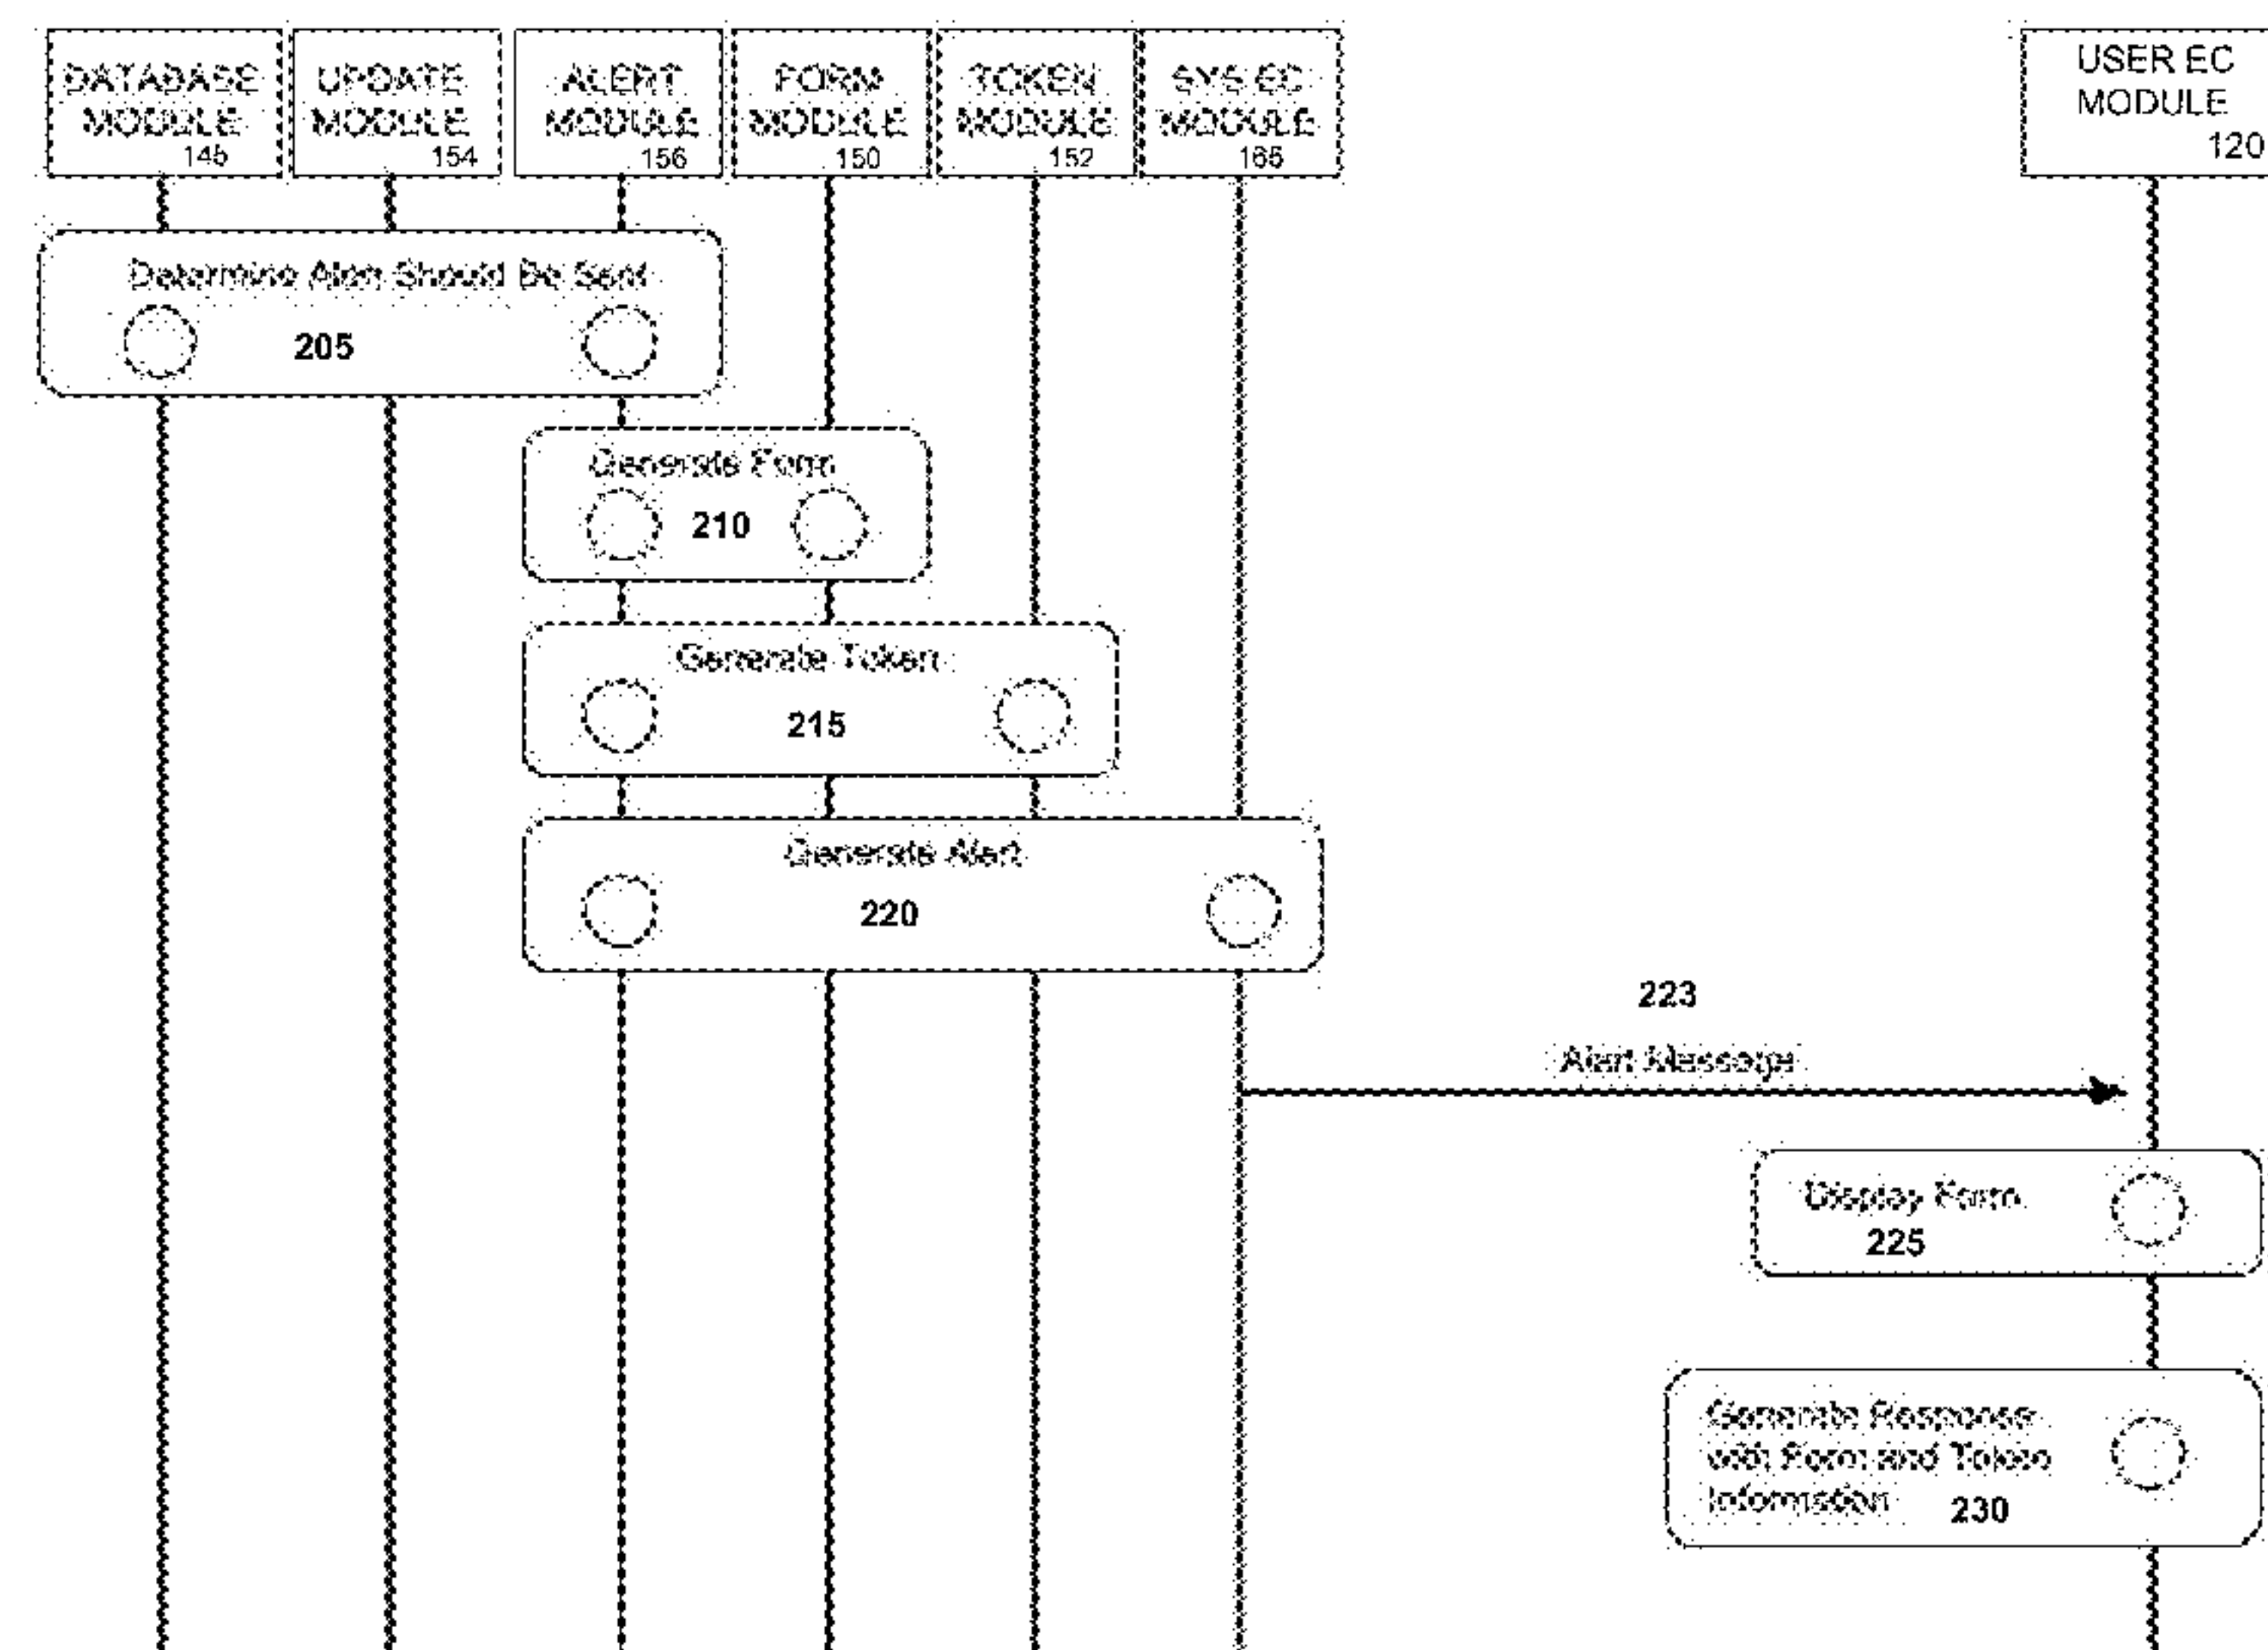 DATABASE
MODULE
145
UPDATE
MODULE
154
ALERT
MODULE
156
FORM
MODULE
150
TOKEN
MODULE
152
SYS EC
MODULE
165
USER EC
MODULE
120
Determine Alert Should Be Sent
205
Generate Form
210
Generate Token
215
Generate Alert
220
223
Alert Message
Display Form
225
Generate Response
with Form and Token
Information 230